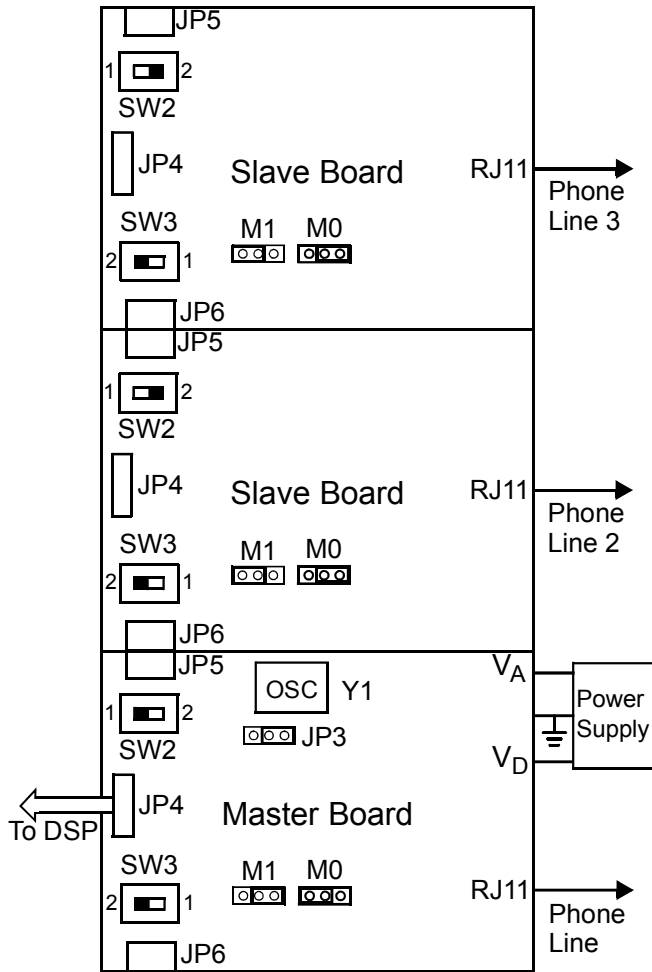 JP5
1 2
SW2
JP4
Slave Board
RJ11
Phone
Line 3
SW3
M1 M0
2 1
JP6
JP5
1 2
SW2
JP4
Slave Board
RJ11
Phone
Line 2
SW3
M1 M0
2 1
JP6
JP5
OSC Y1
VA
Power
Supply
1 2
SW2
JP3
VD
JP4
To DSP
Master Board
SW3
M1 M0
RJ11
2 1
Phone
Line
JP6